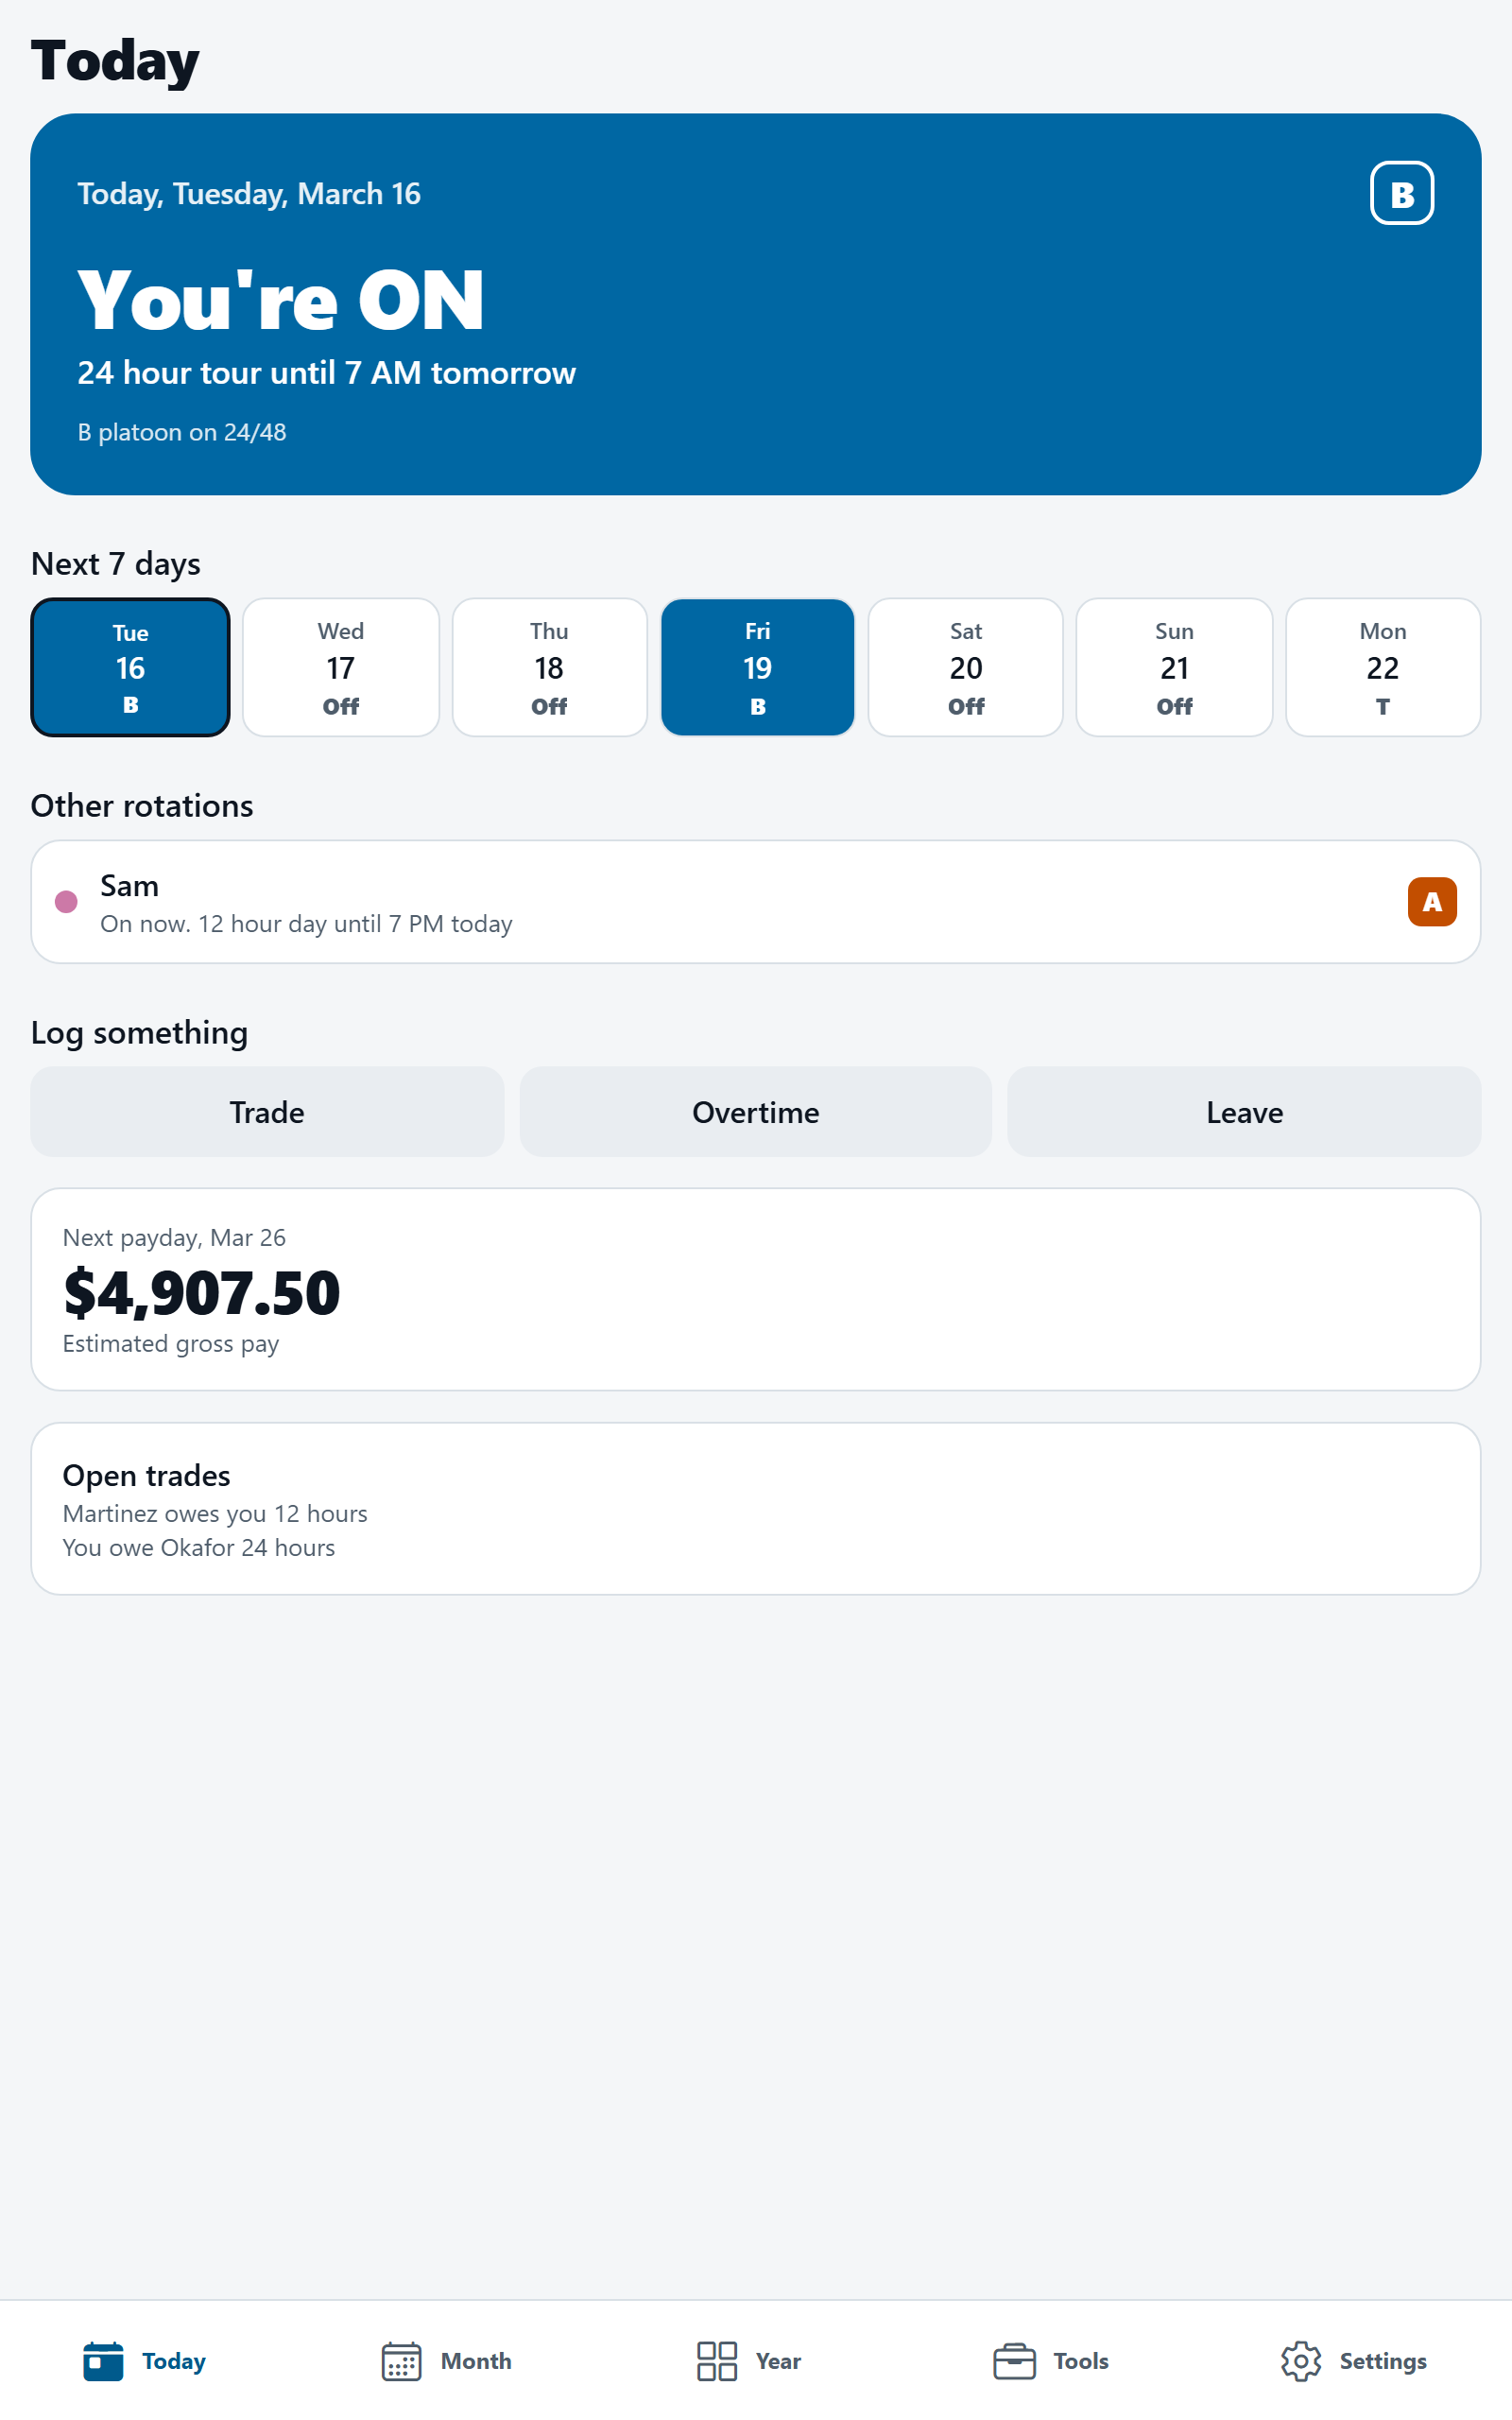 Today
Today, Tuesday, March 16
B
You're ON
24 hour tour until 7 AM tomorrow
B platoon on 24/48
Next 7 days
Tue
16
B
Wed
17
Off
Thu
18
Off
Fri
19
B
Sat
20
Off
Sun
21
Off
Mon
22
T
Other rotations
Sam
On now. 12 hour day until 7 PM today
A
Log something
Trade
Overtime
Leave
Next payday, Mar 26
$4,907.50
Estimated gross pay
Open trades
Martinez owes you 12 hours
You owe Okafor 24 hours
Today
Month
Year
Tools
Settings